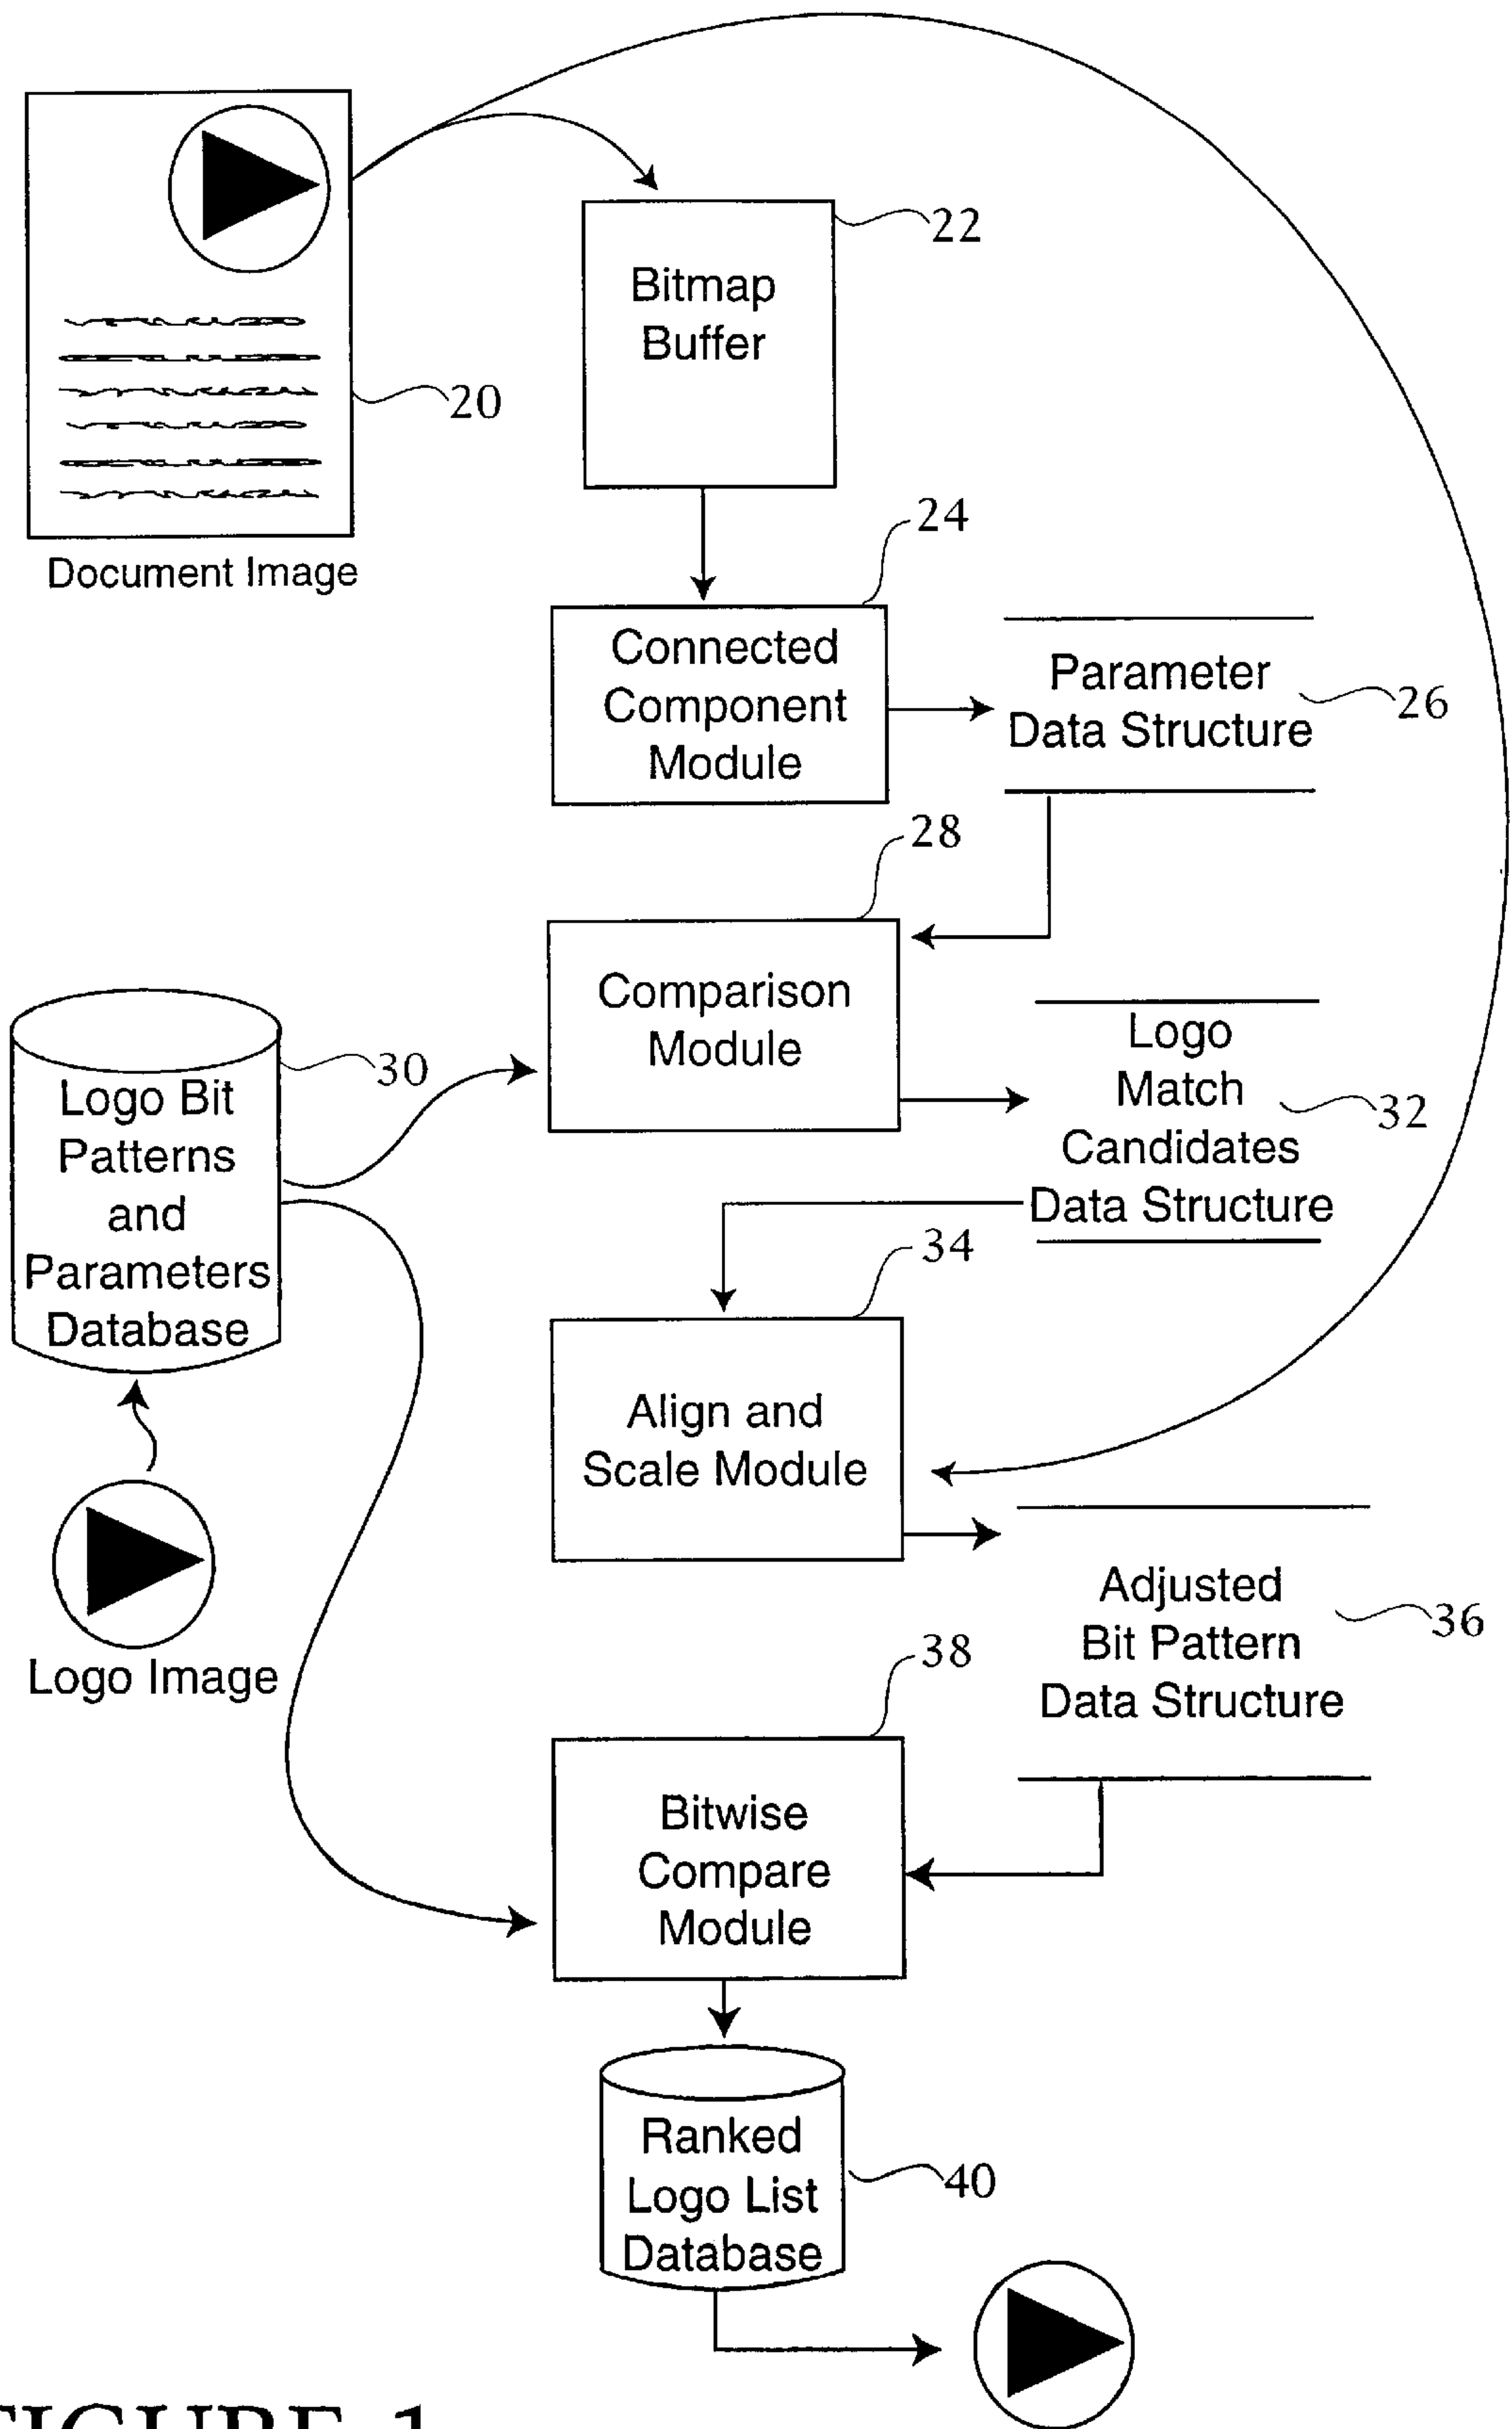 22
Bitmap
Buffer
20
Document Image
24
Connected
Component
Module
Parameter
Data Structure
26
28
Comparison
Module
30
Logo Bit
Patterns
and
Parameters
Database
Logo
Match
Candidates
Data Structure
32
34
Align and
Scale Module
Logo Image
Adjusted
Bit Pattern
Data Structure
36
38
Bitwise
Compare
Module
Ranked
Logo List
Database
40
FIGURE 1